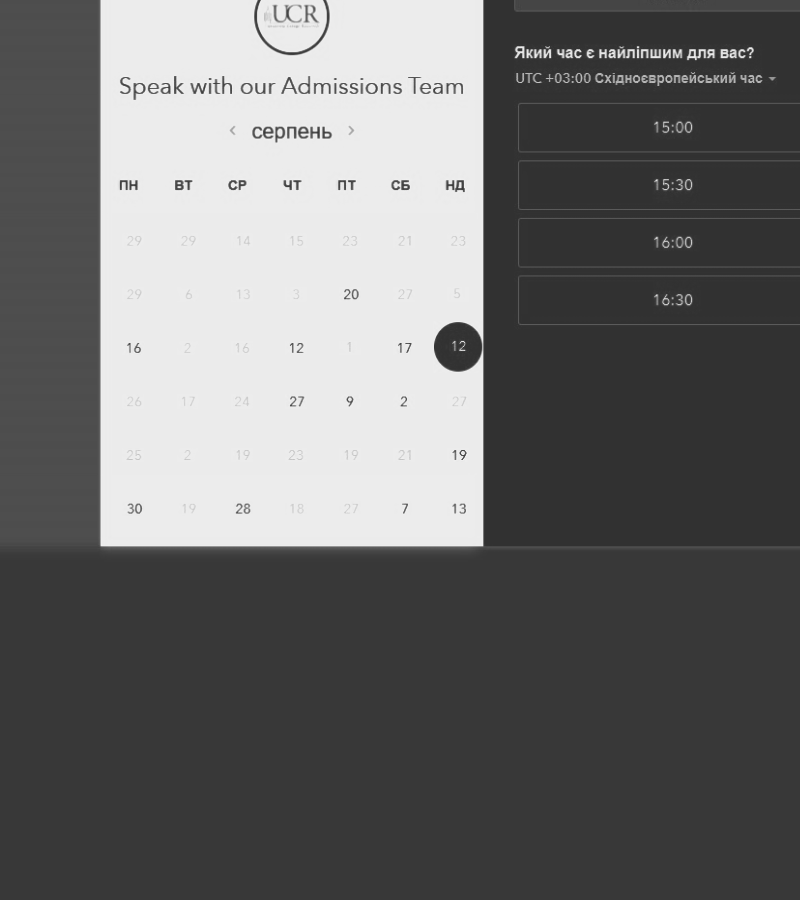 UCR
Speak with our Admissions Team
серпень
ПН ВТ СР ЧТ ПТ СБ НД
29 29 14 15 23 21 23
29 6 13 3 20 27 5
16 2 16 12 1 17 12
26 17 24 27 9 2 27
25 2 19 23 19 21 19
30 19 28 18 27 7 13
Який час є найліпшим для вас?
UTC +03:00 Східноєвропейський час
15:00
15:30
16:00
16:30